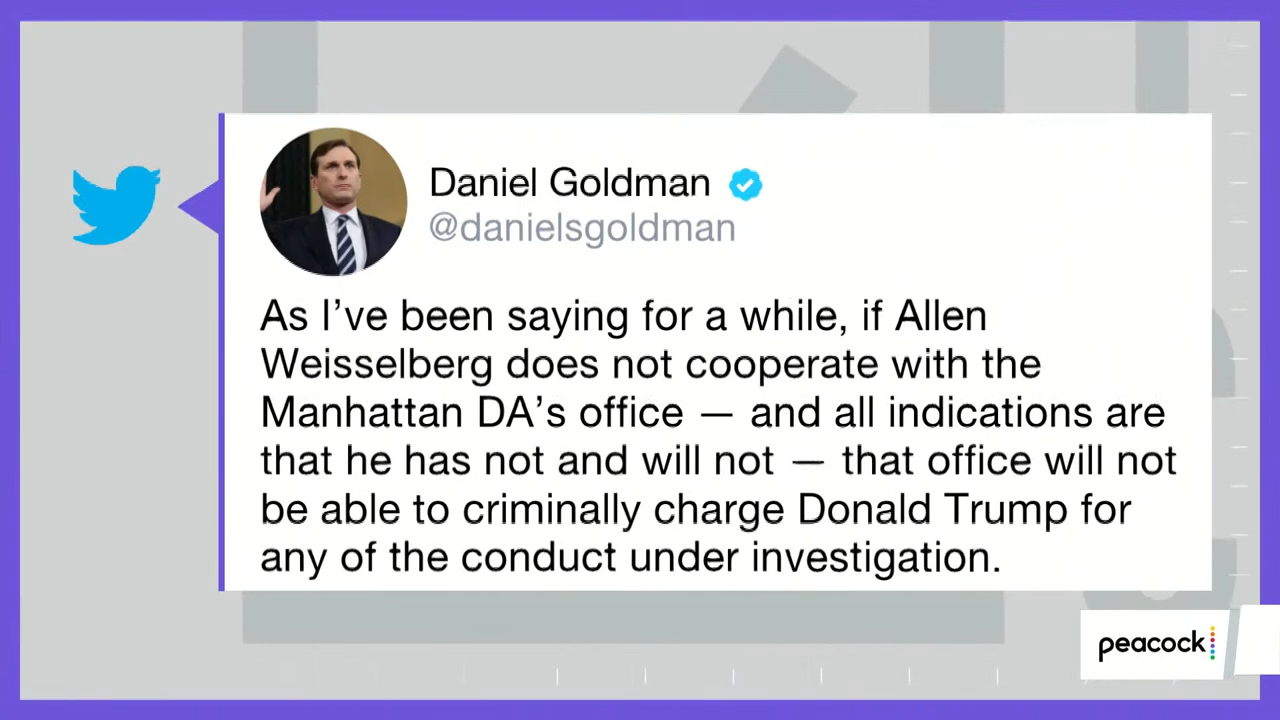 Daniel Goldman
@danielsgoldman
As I’ve been saying for a while, if Allen
Weisselberg does not cooperate with the
Manhattan DA’s office — and all indications are
that he has not and will not — that office will not
be able to criminally charge Donald Trump for
any of the conduct under investigation.
peacock